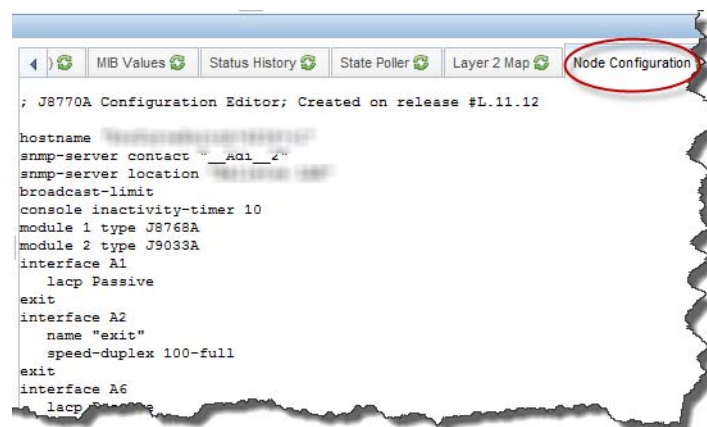 ) MIB Values Status History State Poller Layer 2 Map Node Configuration
; J8770A Configuration Editor; Created on release #L.11.12
hostname
snmp-server contact "__Adi__2"
snmp-server location
broadcast-limit
console inactivity-timer 10
module 1 type J8768A
module 2 type J9033A
interface A1
lacp Passive
exit
interface A2
name "exit"
speed-duplex 100-full
exit
interface A6
lacp